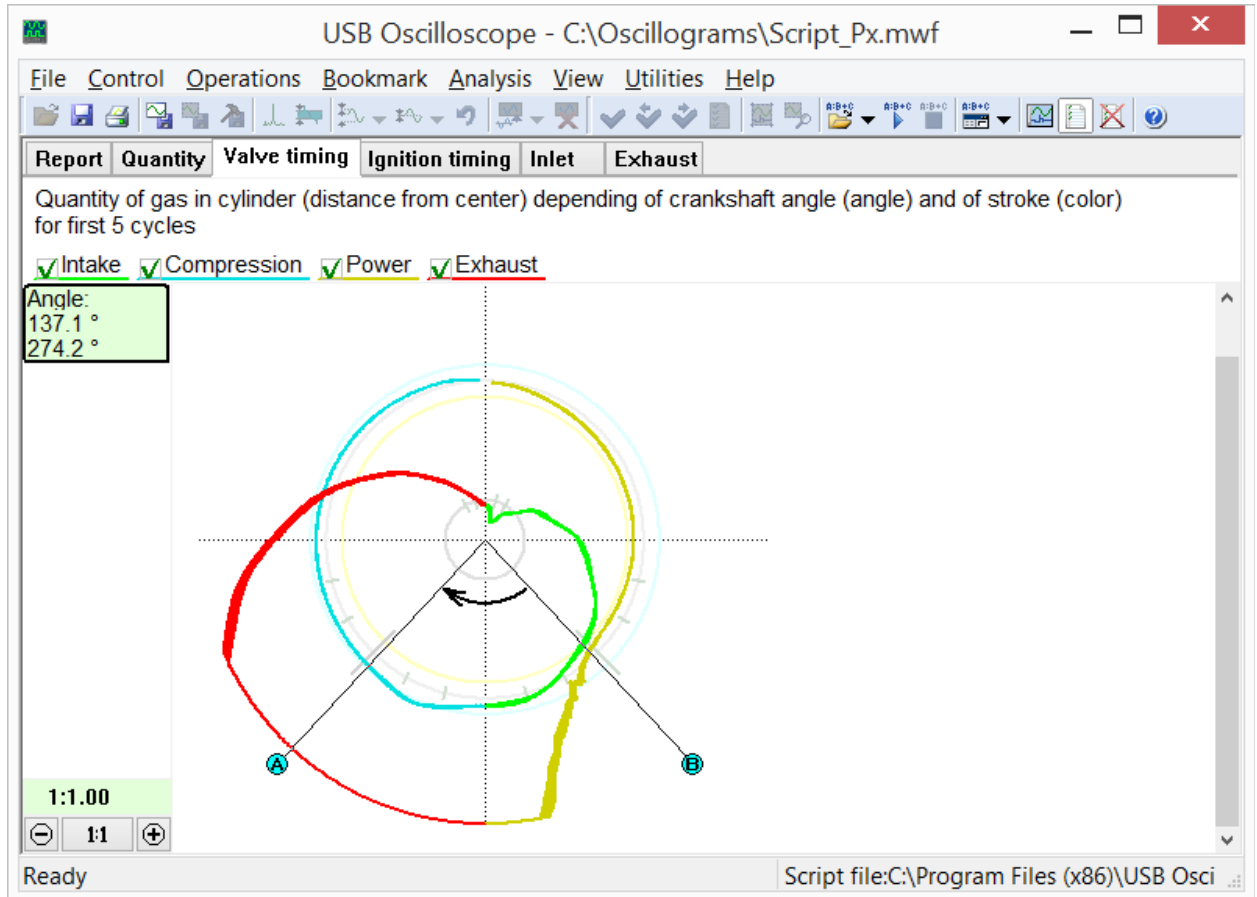 USB Oscilloscope - C:\Oscillograms\Script_Px.mwf
File Control Operations Bookmark Analysis View Utilities Help
A:B+C A:B+C A:B+C A:B+C
Report Quantity Valve timing Ignition timing Inlet Exhaust
Quantity of gas in cylinder (distance from center) depending of crankshaft angle (angle) and of stroke (color)
for first 5 cycles
Intake Compression Power Exhaust
Angle:
137.1 °
274.2 °
A B
1:1.00
1:1
Ready Script file:C:\Program Files (x86)\USB Osci